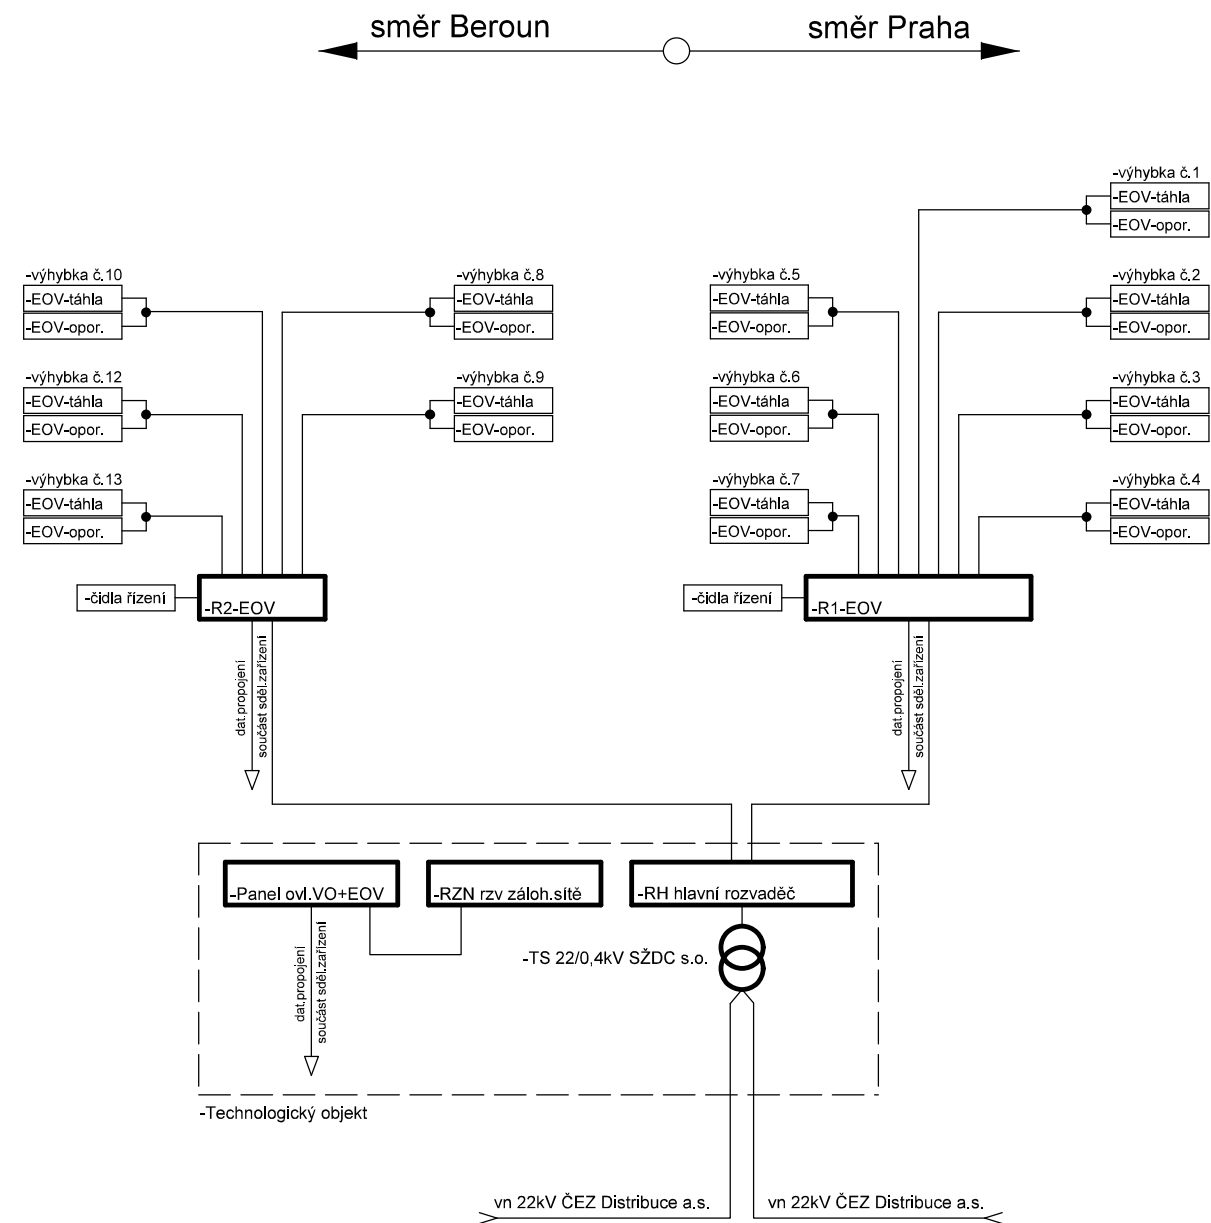 směr Beroun
směr Praha
-výhybka č.1
-EOV-táhla
-EOV-opor.
-výhybka č.10
-EOV-táhla
-EOV-opor.
-výhybka č.8
-EOV-táhla
-EOV-opor.
-výhybka č.5
-EOV-táhla
-EOV-opor.
-výhybka č.2
-EOV-táhla
-EOV-opor.
-výhybka č.12
-EOV-táhla
-EOV-opor.
-výhybka č.9
-EOV-táhla
-EOV-opor.
-výhybka č.6
-EOV-táhla
-EOV-opor.
-výhybka č.3
-EOV-táhla
-EOV-opor.
-výhybka č.13
-EOV-táhla
-EOV-opor.
-výhybka č.7
-EOV-táhla
-EOV-opor.
-výhybka č.4
-EOV-táhla
-EOV-opor.
-čidla řízení
-R2-EOV
-čidla řízení
-R1-EOV
dat.propojení
součást sděl.zařízení
dat.propojení
součást sděl.zařízení
-Panel ovl.VO+EOV
-RZN rzv záloh.sítě
-RH hlavní rozvaděč
dat.propojení
součást sděl.zařízení
-TS 22/0,4kV SŽDC s.o.
-Technologický objekt
vn 22kV ČEZ Distribuce a.s.
vn 22kV ČEZ Distribuce a.s.